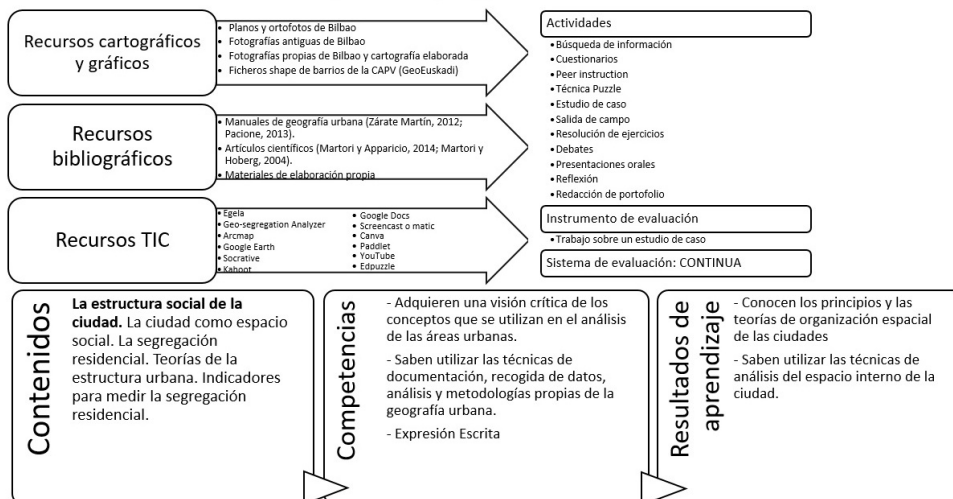 Recursos cartográficos
y gráficos
• Planos y ortofotos de Bilbao
• Fotografías antiguas de Bilbao
• Fotografías propias de Bilbao y cartografía elaborada
• Ficheros shape de barrios de la CAPV (GeoEuskadi)
Recursos
bibliográficos
• Manuales de geografía urbana (Zárate Martín, 2012;
Pacione, 2013).
• Artículos científicos (Martori y Apparicio, 2014; Martori y
Hoberg, 2004).
• Materiales de elaboración propia
Recursos TIC
• Egela
• Geo-segregation Analyzer
• Arcmap
• Google Earth
• Socrative
• Kahoot
• Google Docs
• Screencast o matic
• Canva
• Paddlet
• YouTube
• Edpuzzle
Actividades
• Búsqueda de información
• Cuestionarios
• Peer instruction
• Técnica Puzzle
• Estudio de caso
• Salida de campo
• Resolución de ejercicios
• Debates
• Presentaciones orales
• Reflexión
• Redacción de portofolio
Instrumento de evaluación
• Trabajo sobre un estudio de caso
Sistema de evaluación: CONTINUA
Contenidos
La estructura social de la
ciudad. La ciudad como espacio
social. La segregación
residencial. Teorías de la
estructura urbana. Indicadores
para medir la segregación
residencial.
Competencias
- Adquieren una visión crítica de los
conceptos que se utilizan en el análisis
de las áreas urbanas.
- Saben utilizar las técnicas de
documentación, recogida de datos,
análisis y metodologías propias de la
geografía urbana.
- Expresión Escrita
Resultados de
aprendizaje
- Conocen los principios y las
teorías de organización espacial
de las ciudades
- Saben utilizar las técnicas de
análisis del espacio interno de la
ciudad.